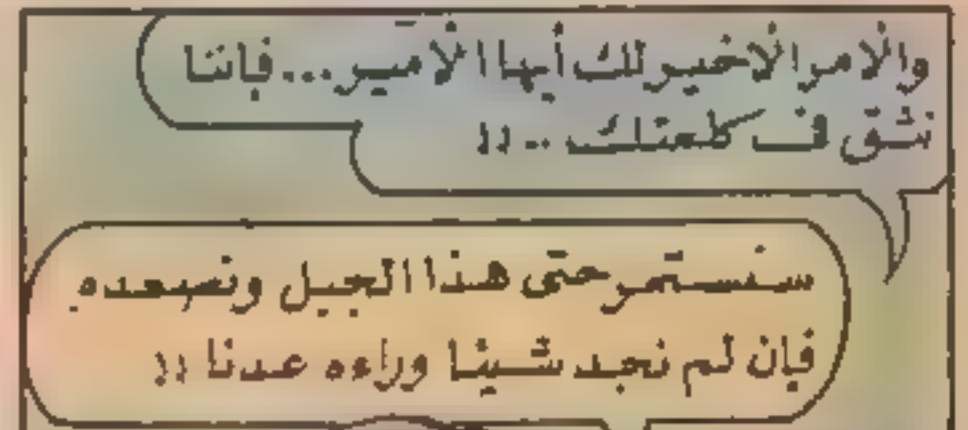 والأمر الأخير لك أيها الأمير... فإننا
نثق في كلمتك ..!!
سنستمر حتى هذا الجبل ونصعده
فإن لم نجد شيئا وراءه عدنا !!